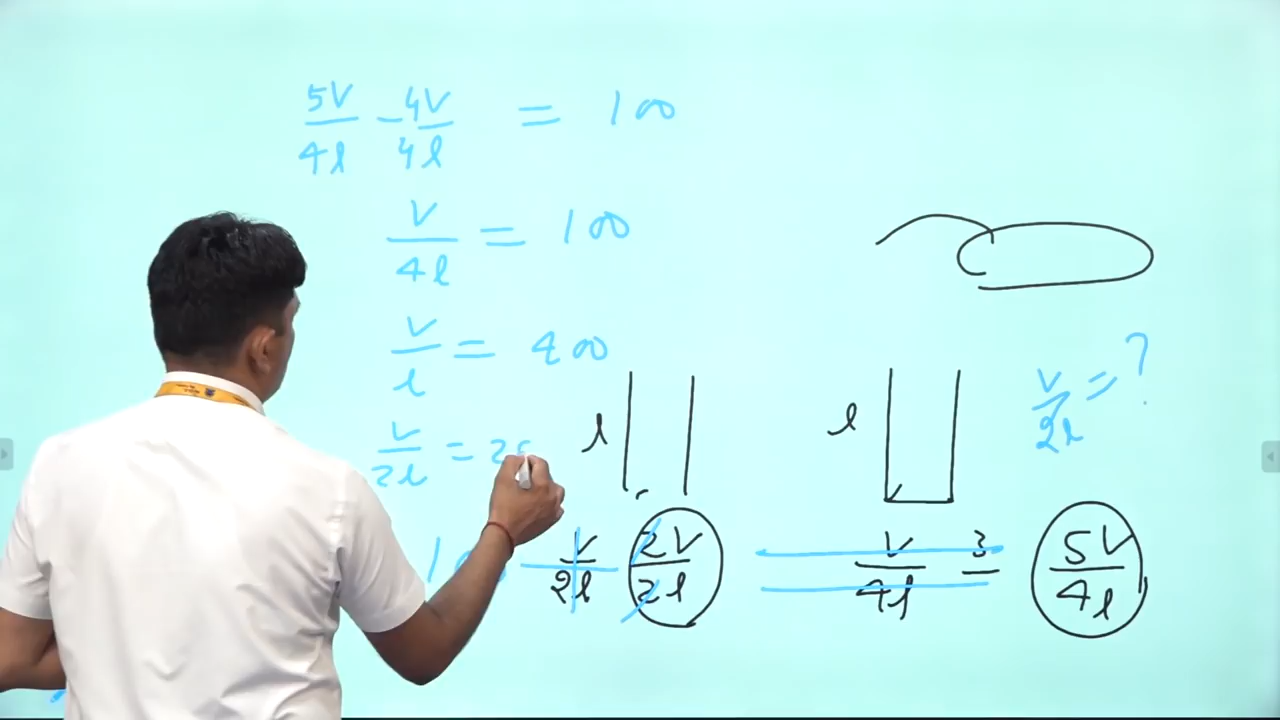 5V/4l - 4V/4l = 100
V/4l = 100
V/l = 400
V/2l = 2
V/2l = ?
l
l
V/2l 2V/2l V/4l 3 5V/4l